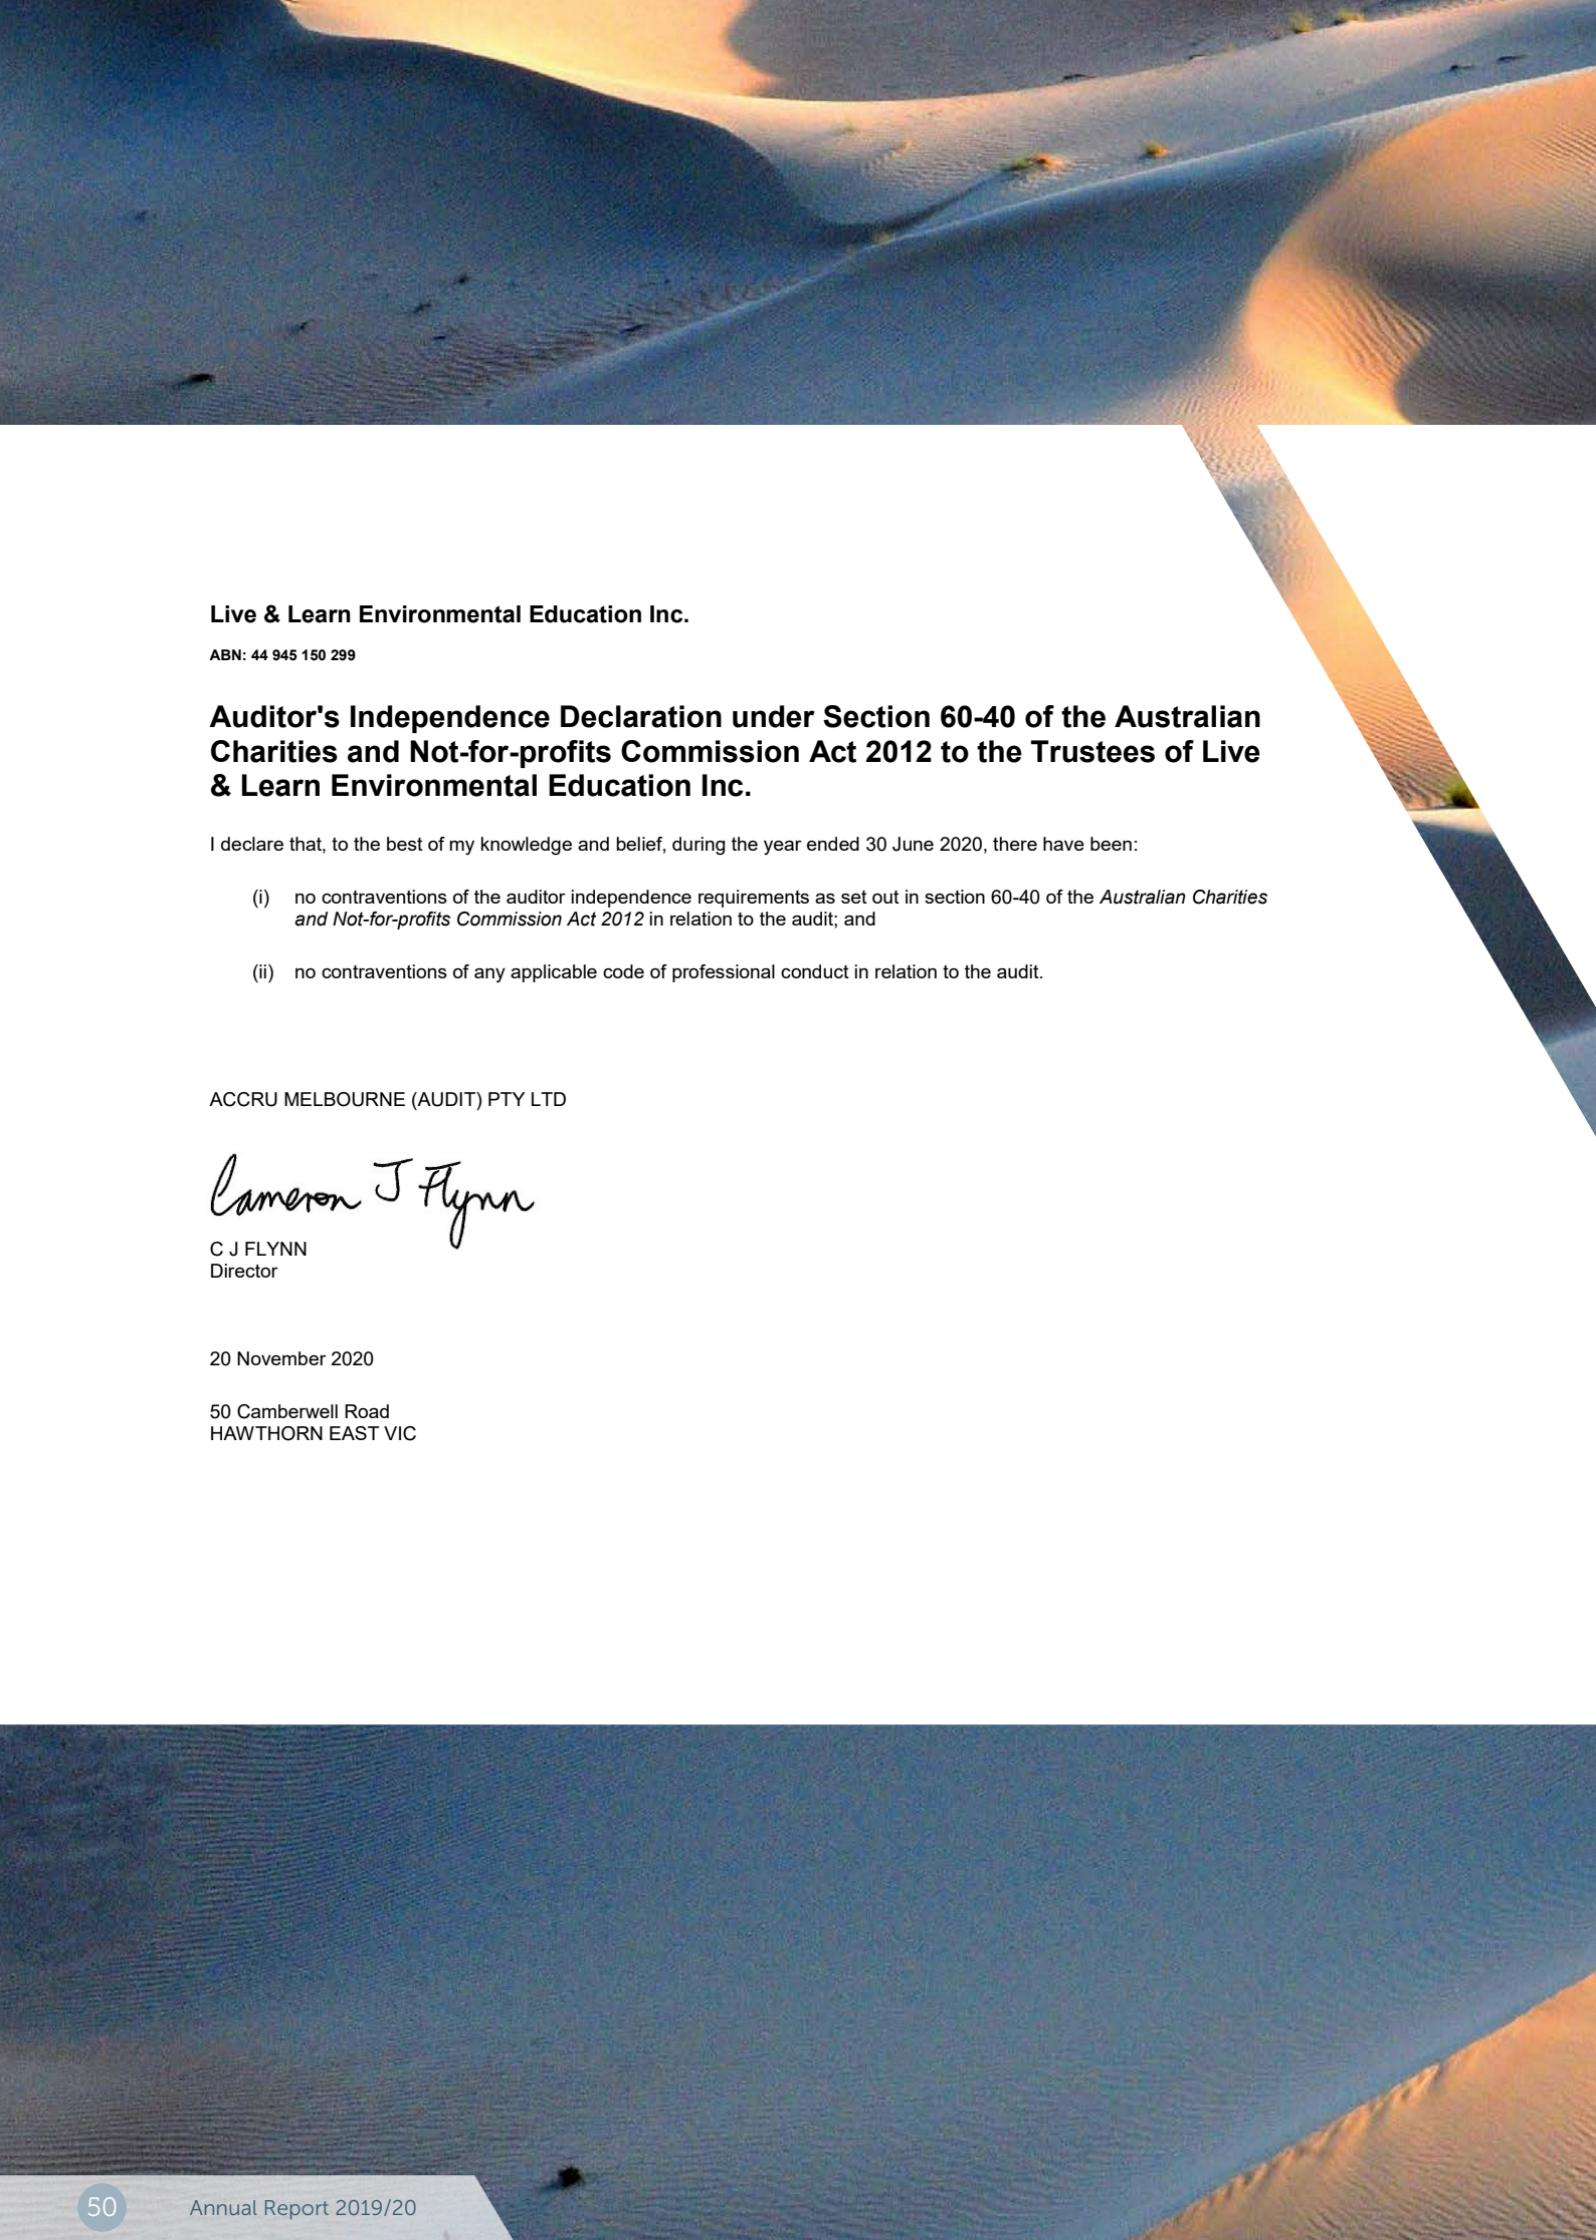 Live & Learn Environmental Education Inc.
ABN: 44 945 150 299
Auditor's Independence Declaration under Section 60-40 of the Australian
Charities and Not-for-profits Commission Act 2012 to the Trustees of Live
& Learn Environmental Education Inc.
I declare that, to the best of my knowledge and belief, during the year ended 30 June 2020, there have been:
(i) no contraventions of the auditor independence requirements as set out in section 60-40 of the Australian Charities
and Not-for-profits Commission Act 2012 in relation to the audit; and
(ii) no contraventions of any applicable code of professional conduct in relation to the audit.
ACCRU MELBOURNE (AUDIT) PTY LTD
Cameron J Flynn
C J FLYNN
Director
20 November 2020
50 Camberwell Road
HAWTHORN EAST VIC
50 Annual Report 2019/20